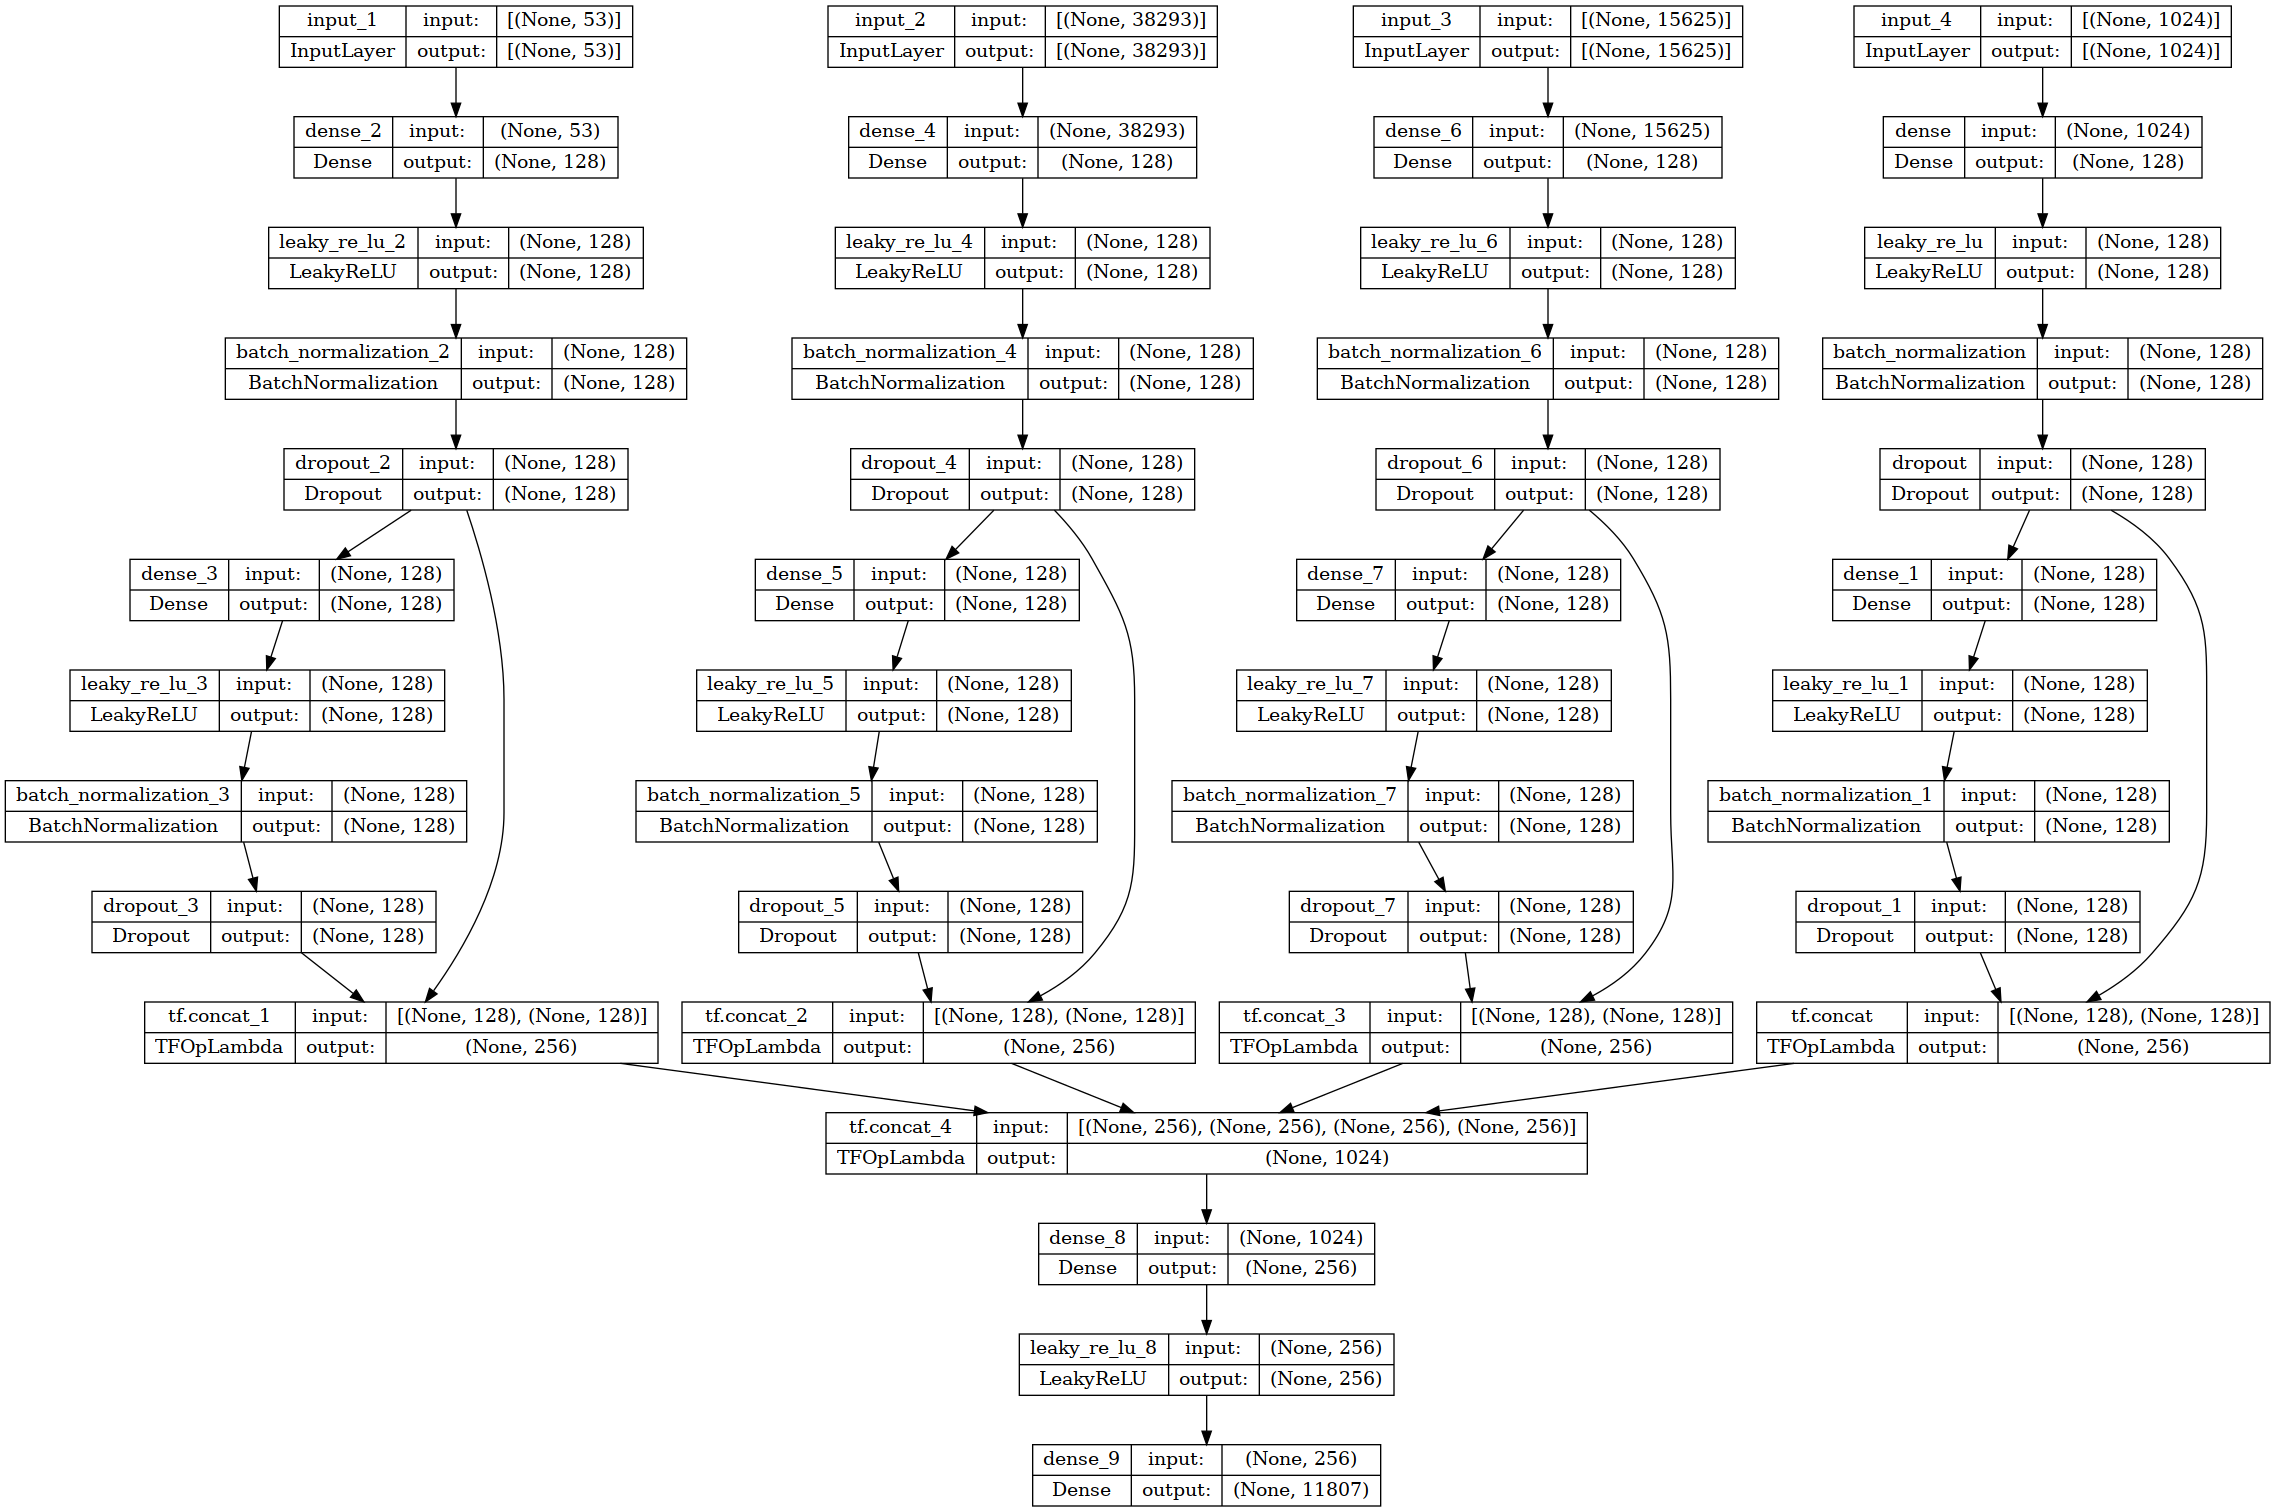 input_1 input: [(None, 53)]
InputLayer output: [(None, 53)]
input_2 input: [(None, 38293)]
InputLayer output: [(None, 38293)]
input_3 input: [(None, 15625)]
InputLayer output: [(None, 15625)]
input_4 input: [(None, 1024)]
InputLayer output: [(None, 1024)]
dense_2 input: (None, 53)
Dense output: (None, 128)
dense_4 input: (None, 38293)
Dense output: (None, 128)
dense_6 input: (None, 15625)
Dense output: (None, 128)
dense input: (None, 1024)
Dense output: (None, 128)
leaky_re_lu_2 input: (None, 128)
LeakyReLU output: (None, 128)
leaky_re_lu_4 input: (None, 128)
LeakyReLU output: (None, 128)
leaky_re_lu_6 input: (None, 128)
LeakyReLU output: (None, 128)
leaky_re_lu input: (None, 128)
LeakyReLU output: (None, 128)
batch_normalization_2 input: (None, 128)
BatchNormalization output: (None, 128)
batch_normalization_4 input: (None, 128)
BatchNormalization output: (None, 128)
batch_normalization_6 input: (None, 128)
BatchNormalization output: (None, 128)
batch_normalization input: (None, 128)
BatchNormalization output: (None, 128)
dropout_2 input: (None, 128)
Dropout output: (None, 128)
dropout_4 input: (None, 128)
Dropout output: (None, 128)
dropout_6 input: (None, 128)
Dropout output: (None, 128)
dropout input: (None, 128)
Dropout output: (None, 128)
dense_3 input: (None, 128)
Dense output: (None, 128)
dense_5 input: (None, 128)
Dense output: (None, 128)
dense_7 input: (None, 128)
Dense output: (None, 128)
dense_1 input: (None, 128)
Dense output: (None, 128)
leaky_re_lu_3 input: (None, 128)
LeakyReLU output: (None, 128)
leaky_re_lu_5 input: (None, 128)
LeakyReLU output: (None, 128)
leaky_re_lu_7 input: (None, 128)
LeakyReLU output: (None, 128)
leaky_re_lu_1 input: (None, 128)
LeakyReLU output: (None, 128)
batch_normalization_3 input: (None, 128)
BatchNormalization output: (None, 128)
batch_normalization_5 input: (None, 128)
BatchNormalization output: (None, 128)
batch_normalization_7 input: (None, 128)
BatchNormalization output: (None, 128)
batch_normalization_1 input: (None, 128)
BatchNormalization output: (None, 128)
dropout_3 input: (None, 128)
Dropout output: (None, 128)
dropout_5 input: (None, 128)
Dropout output: (None, 128)
dropout_7 input: (None, 128)
Dropout output: (None, 128)
dropout_1 input: (None, 128)
Dropout output: (None, 128)
tf.concat_1 input: [(None, 128), (None, 128)]
TFOpLambda output: (None, 256)
tf.concat_2 input: [(None, 128), (None, 128)]
TFOpLambda output: (None, 256)
tf.concat_3 input: [(None, 128), (None, 128)]
TFOpLambda output: (None, 256)
tf.concat input: [(None, 128), (None, 128)]
TFOpLambda output: (None, 256)
tf.concat_4 input: [(None, 256), (None, 256), (None, 256), (None, 256)]
TFOpLambda output: (None, 1024)
dense_8 input: (None, 1024)
Dense output: (None, 256)
leaky_re_lu_8 input: (None, 256)
LeakyReLU output: (None, 256)
dense_9 input: (None, 256)
Dense output: (None, 11807)